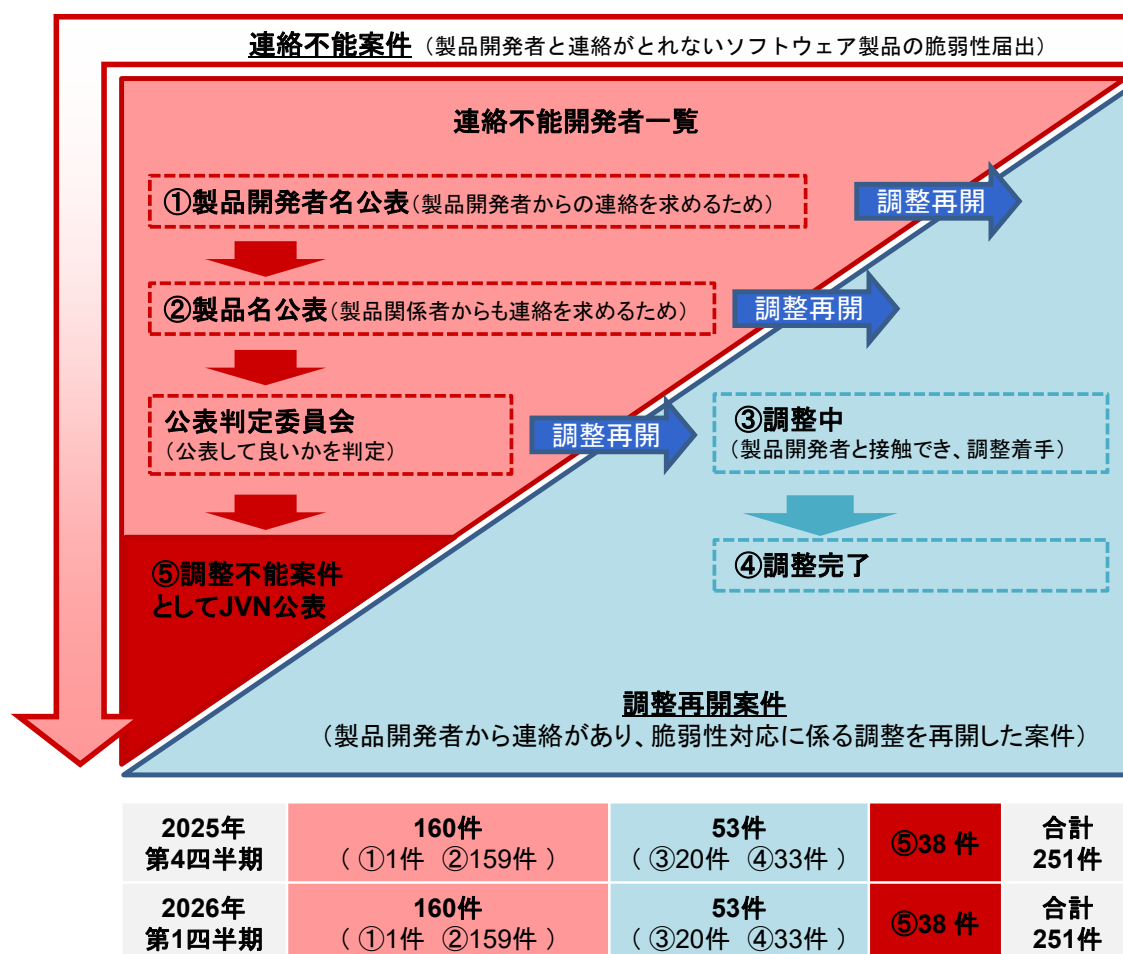 連絡不能案件（製品開発者と連絡がとれないソフトウェア製品の脆弱性届出）
連絡不能開発者一覧
①製品開発者名公表(製品開発者からの連絡を求めるため)
調整再開
②製品名公表(製品関係者からも連絡を求めるため)
調整再開
公表判定委員会
(公表して良いかを判定)
調整再開
③調整中
(製品開発者と接触でき、調整着手)
⑤調整不能案件
としてJVN公表
④調整完了
調整再開案件
（製品開発者から連絡があり、脆弱性対応に係る調整を再開した案件）
2025年
第4四半期
160件
（ ①1件 ②159件 ）
53件
（ ③20件 ④33件 ）
⑤38 件
合計
251件
2026年
第1四半期
160件
（ ①1件 ②159件 ）
53件
（ ③20件 ④33件 ）
⑤38 件
合計
251件